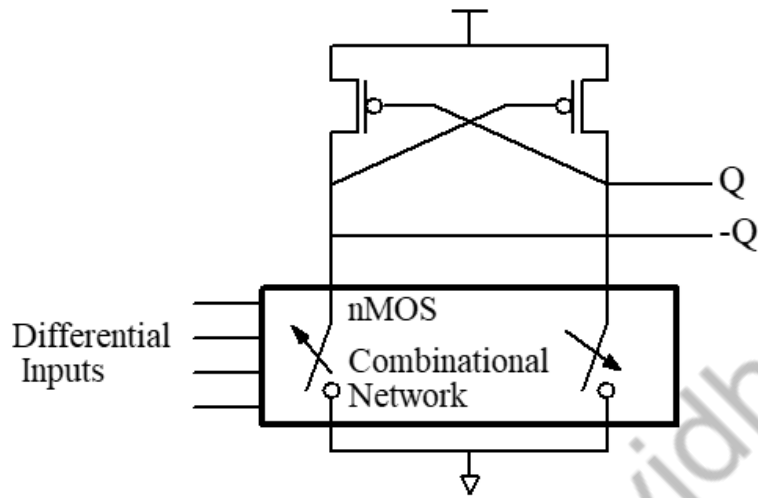 Q
-Q
nMOS
Differential
Inputs
Combinational
Network